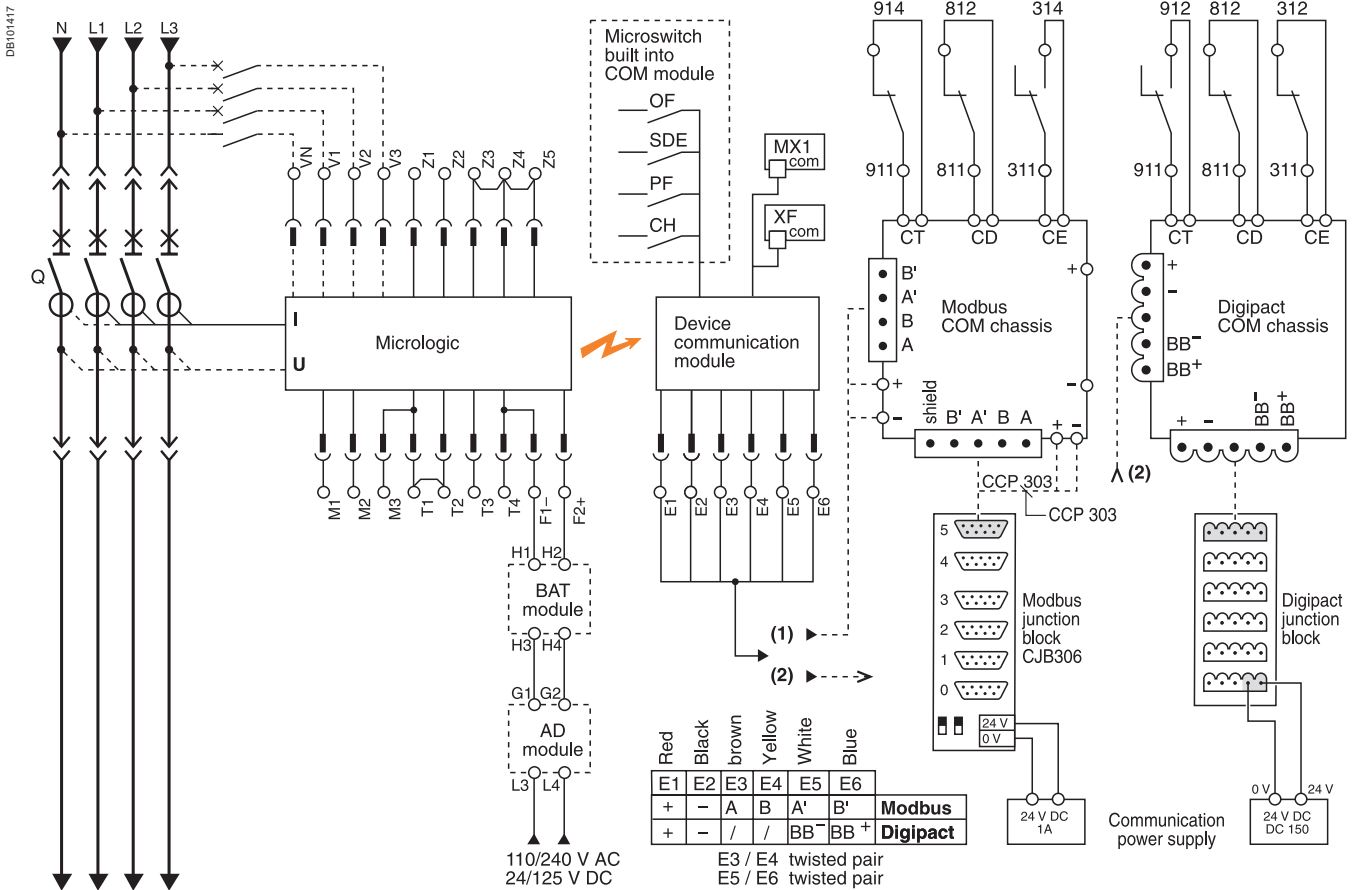 DB101417
N L1 L2 L3
Q
VN V1 V2 V3 Z1 Z2 Z3 Z4 Z5
I
U
Micrologic
M1 M2 M3 T1 T2 T3 T4 F1– F2+
H1 H2
BAT
module
H3 H4
G1 G2
AD
module
L3 L4
110/240 V AC
24/125 V DC
Microswitch
built into
COM module
OF
SDE
PF
CH
MX1
com
XF
com
Device
communication
module
E1 E2 E3 E4 E5 E6
(1)
(2)
Red Black brown Yellow White Blue
E1 E2 E3 E4 E5 E6
+ – A B A' B' Modbus
+ – / / BB– BB + Digipact
E3 / E4 twisted pair
E5 / E6 twisted pair
914 812 314
911 811 311
CT CD CE
B'
A'
B
A
+
–
+
–
Modbus
COM chassis
shield B' A' B A + –
CCP 303
CCP 303
5
4
3
2
1
0
Modbus
junction
block
CJB306
24 V
0 V
24 V DC
1A
Communication
power supply
912 812 312
911 811 311
CT CD CE
+
–
BB–
BB+
Digipact
COM chassis
+ – BB- BB+
(2)
Digipact
junction
block
0 V 24 V
24 V DC
DC 150